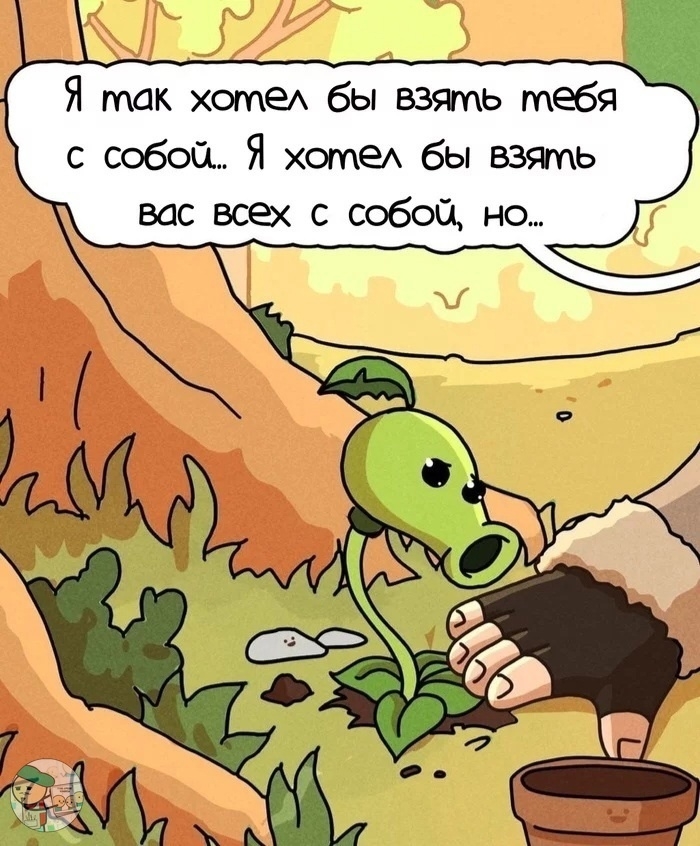 Я так хотел бы взять тебя
с собой... Я хотел бы взять
вас всех с собой, но...